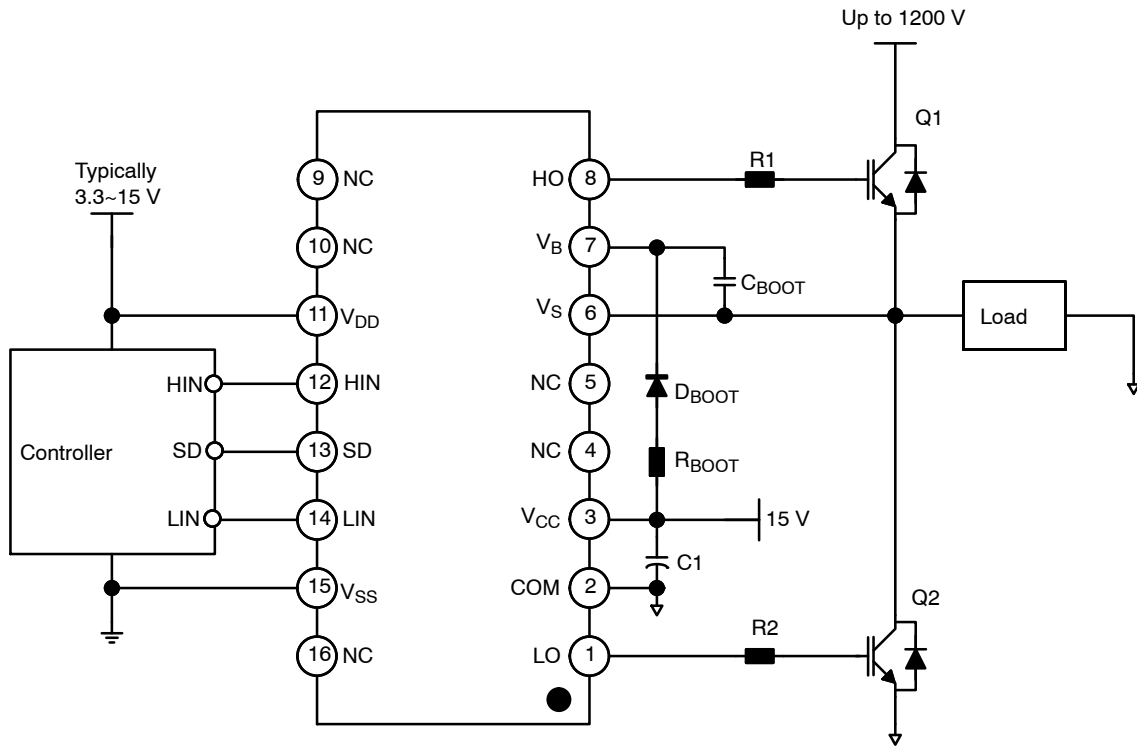 Up to 1200 V
Q1
Typically
3.3~15 V
R1
9 NC
HO 8
10 NC
VB 7
CBOOT
11 VDD
VS 6
Load
HIN
12 HIN
NC 5
DBOOT
Controller
SD
13 SD
NC 4
RBOOT
LIN
14 LIN
VCC 3
15 V
C1
15 VSS
COM 2
Q2
R2
16 NC
LO 1